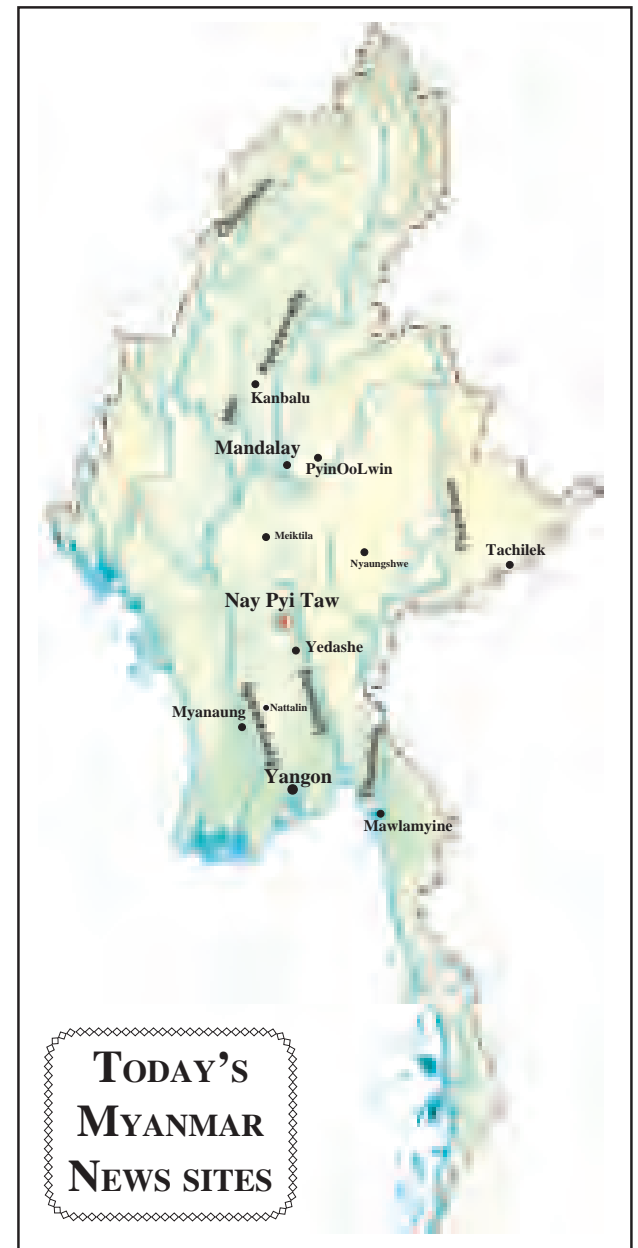 Kanbalu
Mandalay
PyinOoLwin
Meiktila
Nyaungshwe
Tachilek
Nay Pyi Taw
Yedashe
Nattalin
Myanaung
Yangon
Mawlamyine
TODAY'S
MYANMAR
NEWS SITES